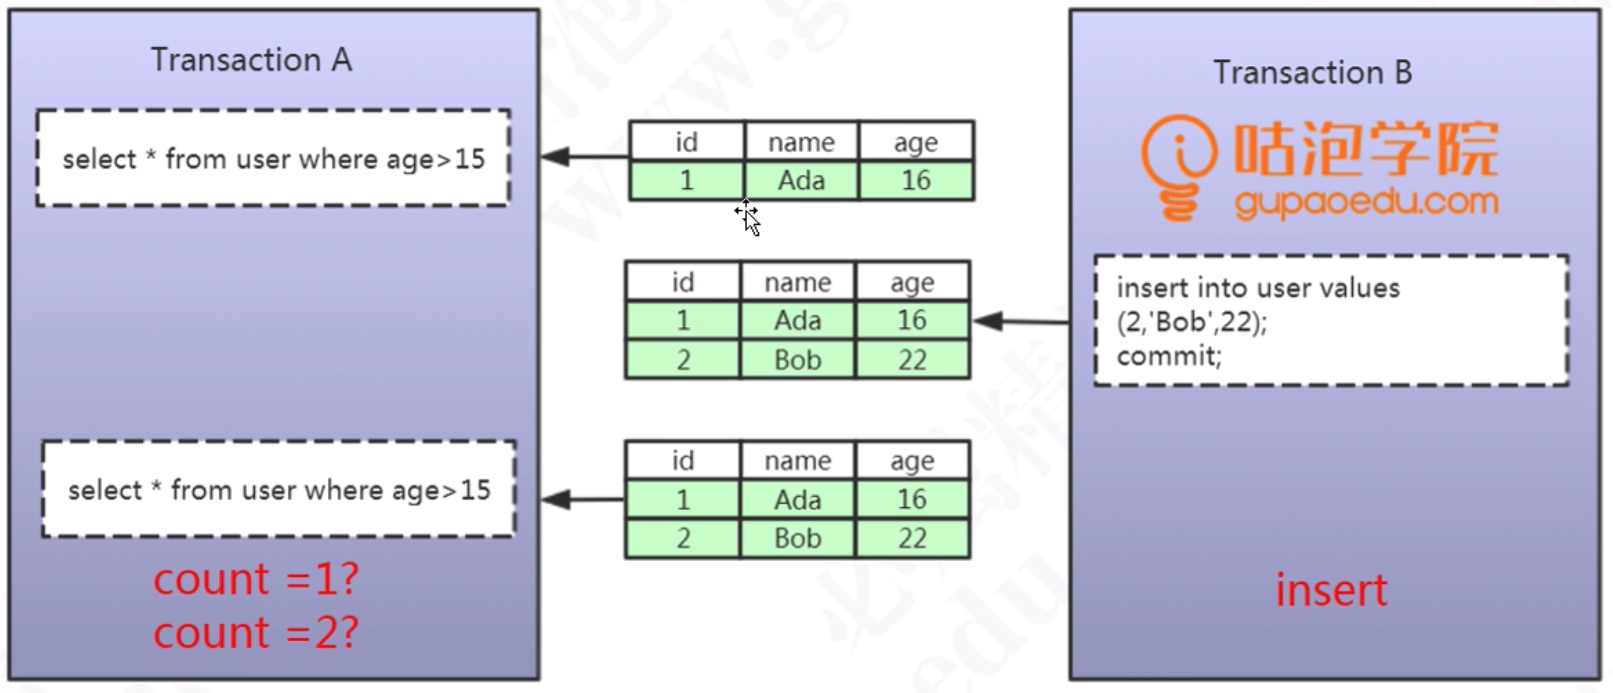 Transaction A
select * from user where age>15
id name age
1 Ada 16
Transaction B
咕泡学院
gupaoedu.com
id name age
1 Ada 16
2 Bob 22
insert into user values
(2,'Bob',22);
commit;
select * from user where age>15
id name age
1 Ada 16
2 Bob 22
count =1?
count =2?
insert